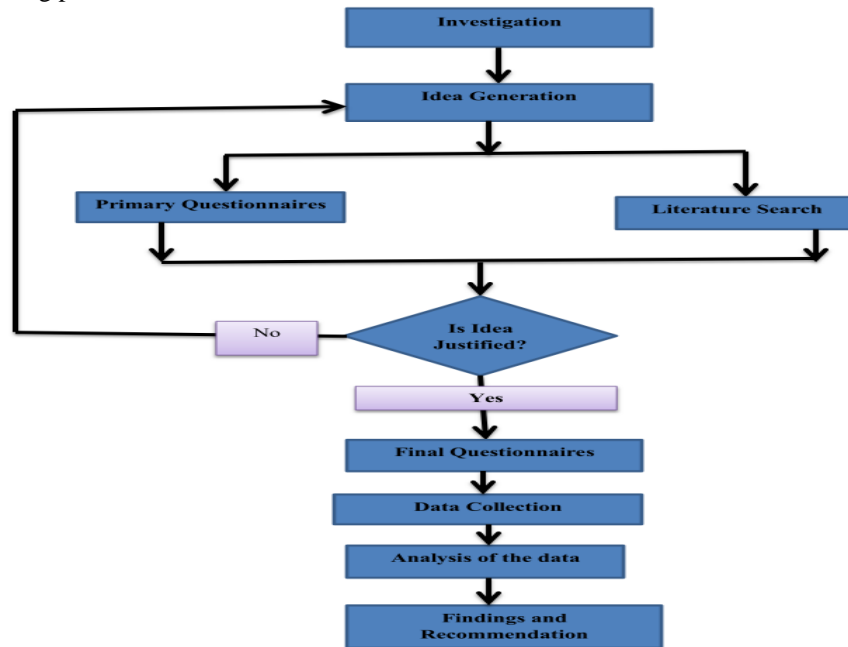 Investigation
Idea Generation
Primary Questionnaires
Literature Search
Is Idea
Justified?
No
Yes
Final Questionnaires
Data Collection
Analysis of the data
Findings and
Recommendation